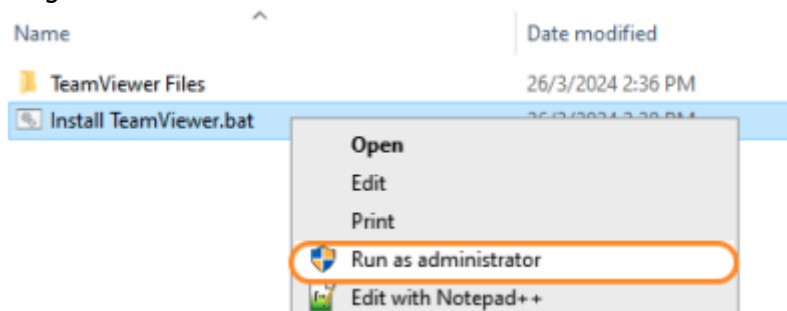 Name Date modified
TeamViewer Files 26/3/2024 2:36 PM
Install TeamViewer.bat
Open
Edit
Print
Run as administrator
Edit with Notepad++